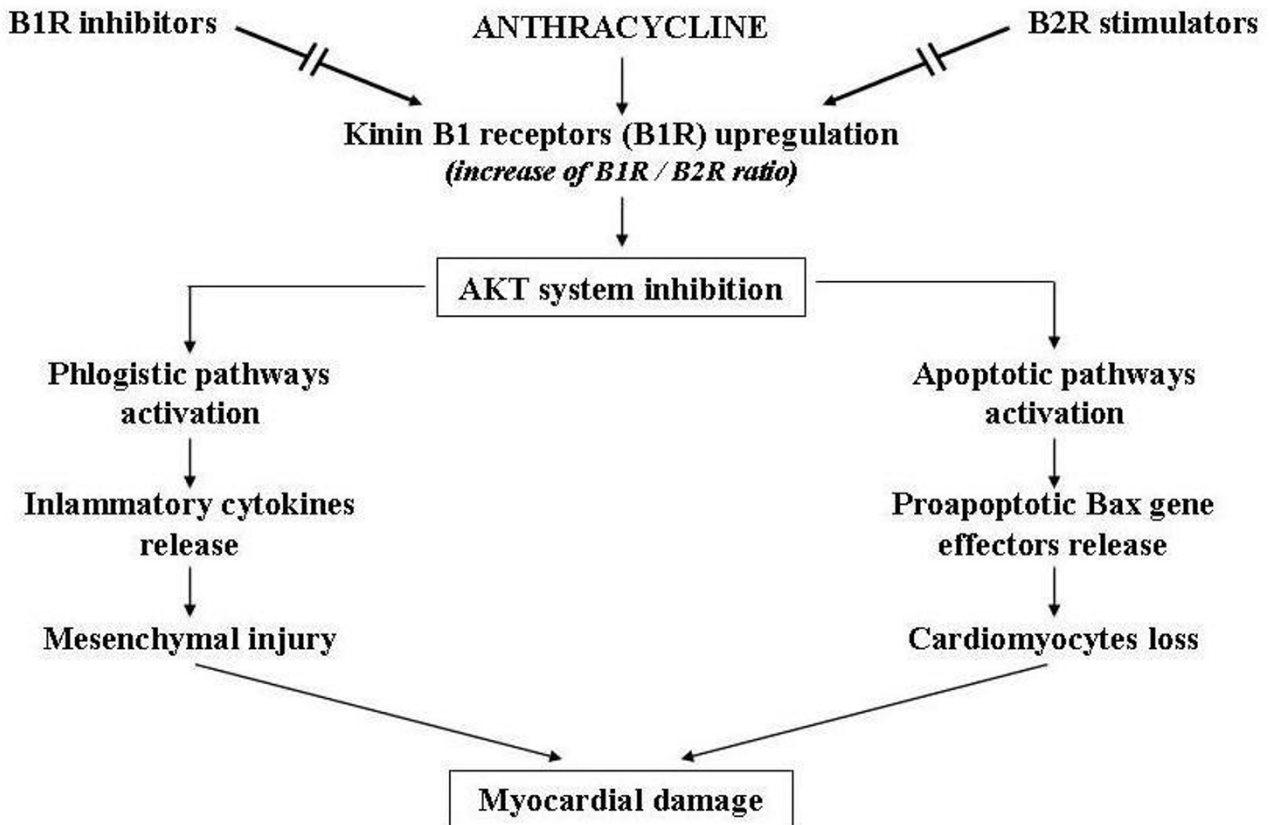 B1R inhibitors
ANTHRACYCLINE
B2R stimulators
Kinin B1 receptors (B1R) upregulation
(increase of B1R / B2R ratio)
AKT system inhibition
Phlogistic pathways
activation
Apoptotic pathways
activation
Inlammatory cytokines
release
Proapoptotic Bax gene
effectors release
Mesenchymal injury
Cardiomyocytes loss
Myocardial damage